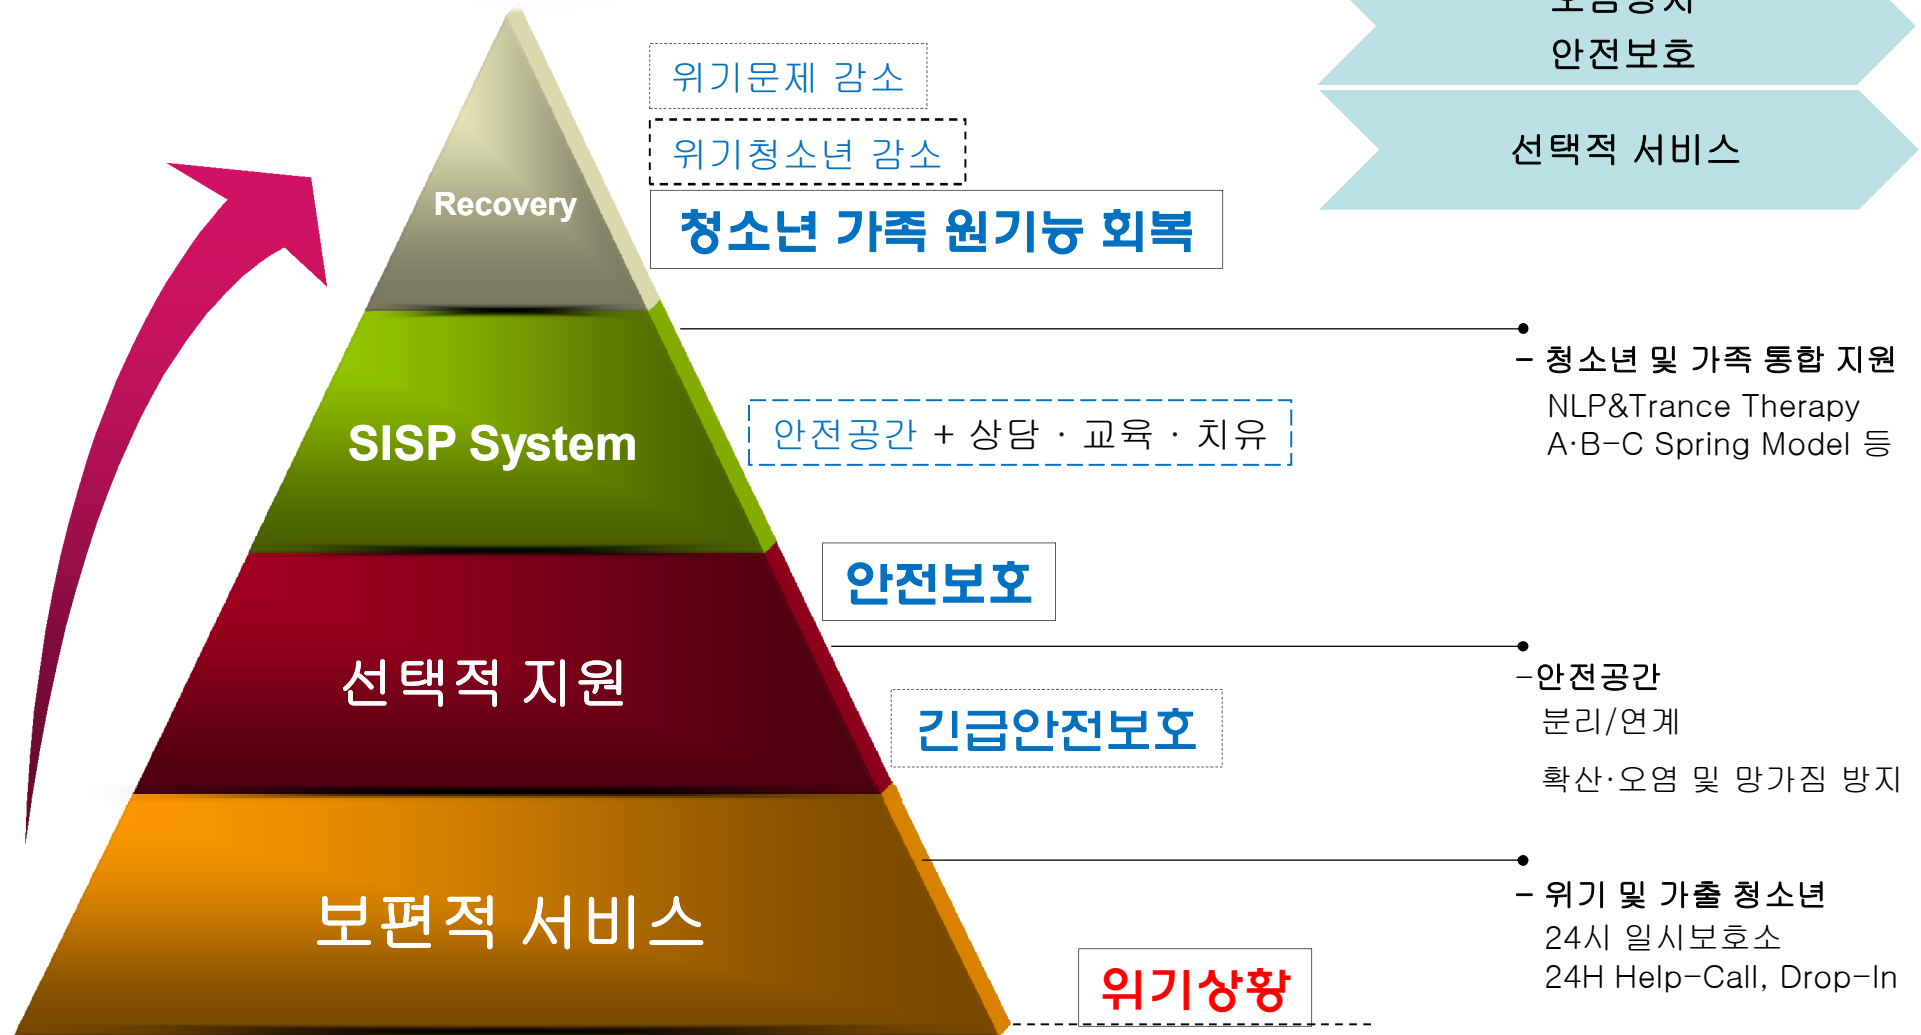 안전보호
선택적 서비스
위기문제 감소
위기청소년 감소
Recovery
청소년 가족 원기능 회복
- 청소년 및 가족 통합 지원
NLP&Trance Therapy
A·B-C Spring Model 등
SISP System
안전공간 + 상담 · 교육 · 치유
안전보호
선택적 지원
-안전공간
분리/연계
확산·오염 및 망가짐 방지
긴급안전보호
보편적 서비스
- 위기 및 가출 청소년
24시 일시보호소
24H Help-Call, Drop-In
위기상황